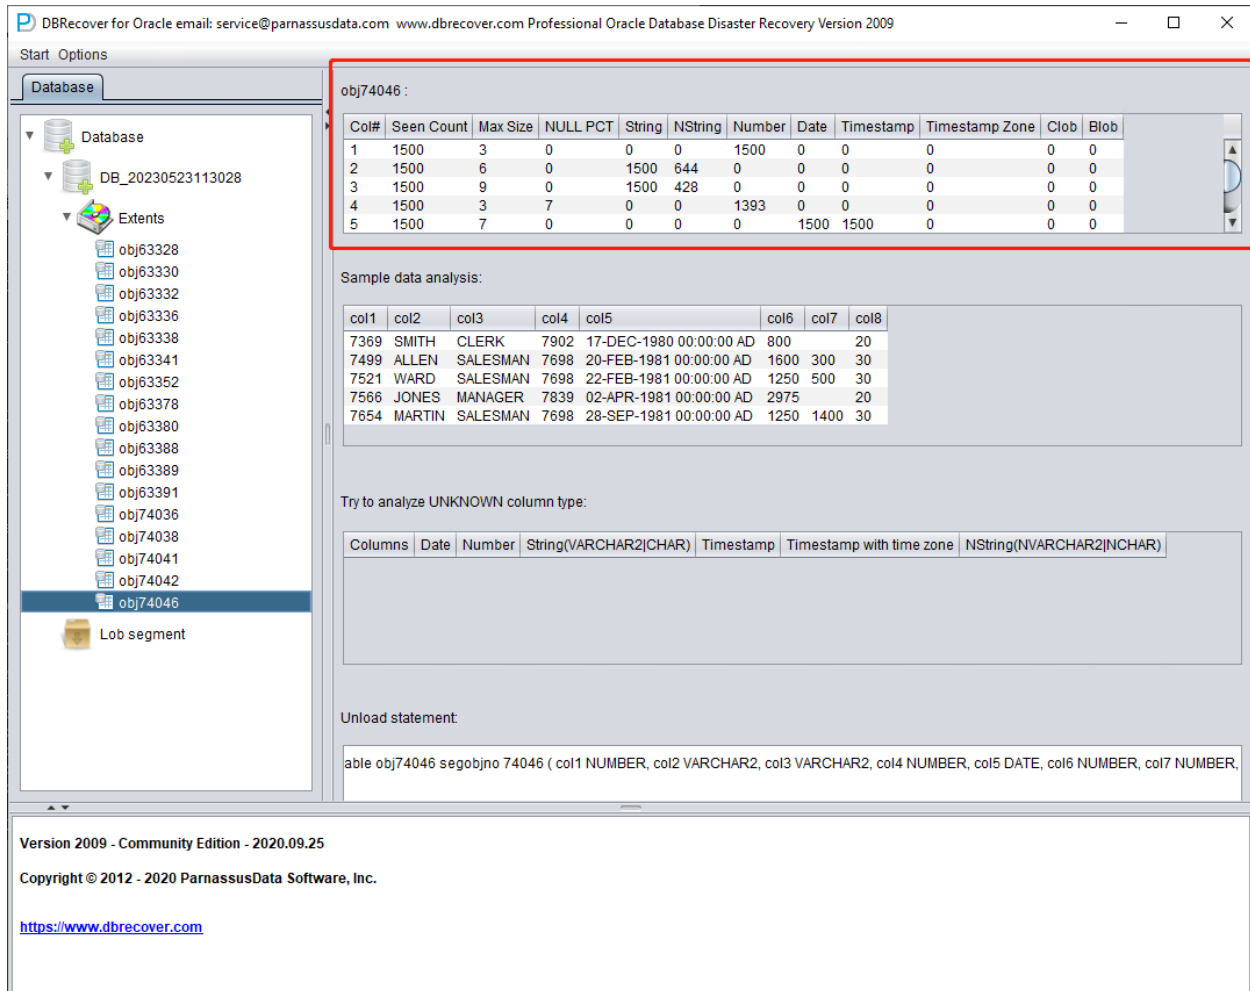 DBRecover for Oracle email: service@parnassusdata.com www.dbrecover.com Professional Oracle Database Disaster Recovery Version 2009
Start Options
Database
Database
DB_20230523113028
Extents
obj63328
obj63330
obj63332
obj63336
obj63338
obj63341
obj63352
obj63378
obj63380
obj63388
obj63389
obj63391
obj74036
obj74038
obj74041
obj74042
obj74046
Lob segment
obj74046 :
Col# Seen Count Max Size NULL PCT String NString Number Date Timestamp Timestamp Zone Clob Blob
1 1500 3 0 0 0 1500 0 0 0 0 0
2 1500 6 0 1500 644 0 0 0 0 0 0
3 1500 9 0 1500 428 0 0 0 0 0 0
4 1500 3 7 0 0 1393 0 0 0 0 0
5 1500 7 0 0 0 0 1500 1500 0 0 0
Sample data analysis:
col1 col2 col3 col4 col5 col6 col7 col8
7369 SMITH CLERK 7902 17-DEC-1980 00:00:00 AD 800 20
7499 ALLEN SALESMAN 7698 20-FEB-1981 00:00:00 AD 1600 300 30
7521 WARD SALESMAN 7698 22-FEB-1981 00:00:00 AD 1250 500 30
7566 JONES MANAGER 7839 02-APR-1981 00:00:00 AD 2975 20
7654 MARTIN SALESMAN 7698 28-SEP-1981 00:00:00 AD 1250 1400 30
Try to analyze UNKNOWN column type:
Columns Date Number String(VARCHAR2|CHAR) Timestamp Timestamp with time zone NString(NVARCHAR2|NCHAR)
Unload statement:
able obj74046 segobjno 74046 ( col1 NUMBER, col2 VARCHAR2, col3 VARCHAR2, col4 NUMBER, col5 DATE, col6 NUMBER, col7 NUMBER,
Version 2009 - Community Edition - 2020.09.25
Copyright © 2012 - 2020 ParnassusData Software, Inc.
https://www.dbrecover.com